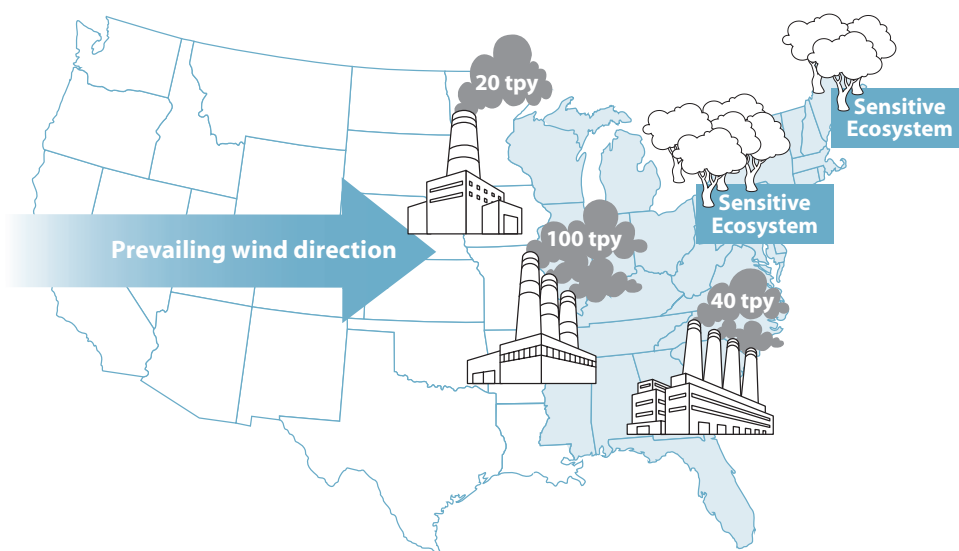 20 tpy
Sensitive
Ecosystem
Sensitive
Ecosystem
Prevailing wind direction
100 tpy
40 tpy